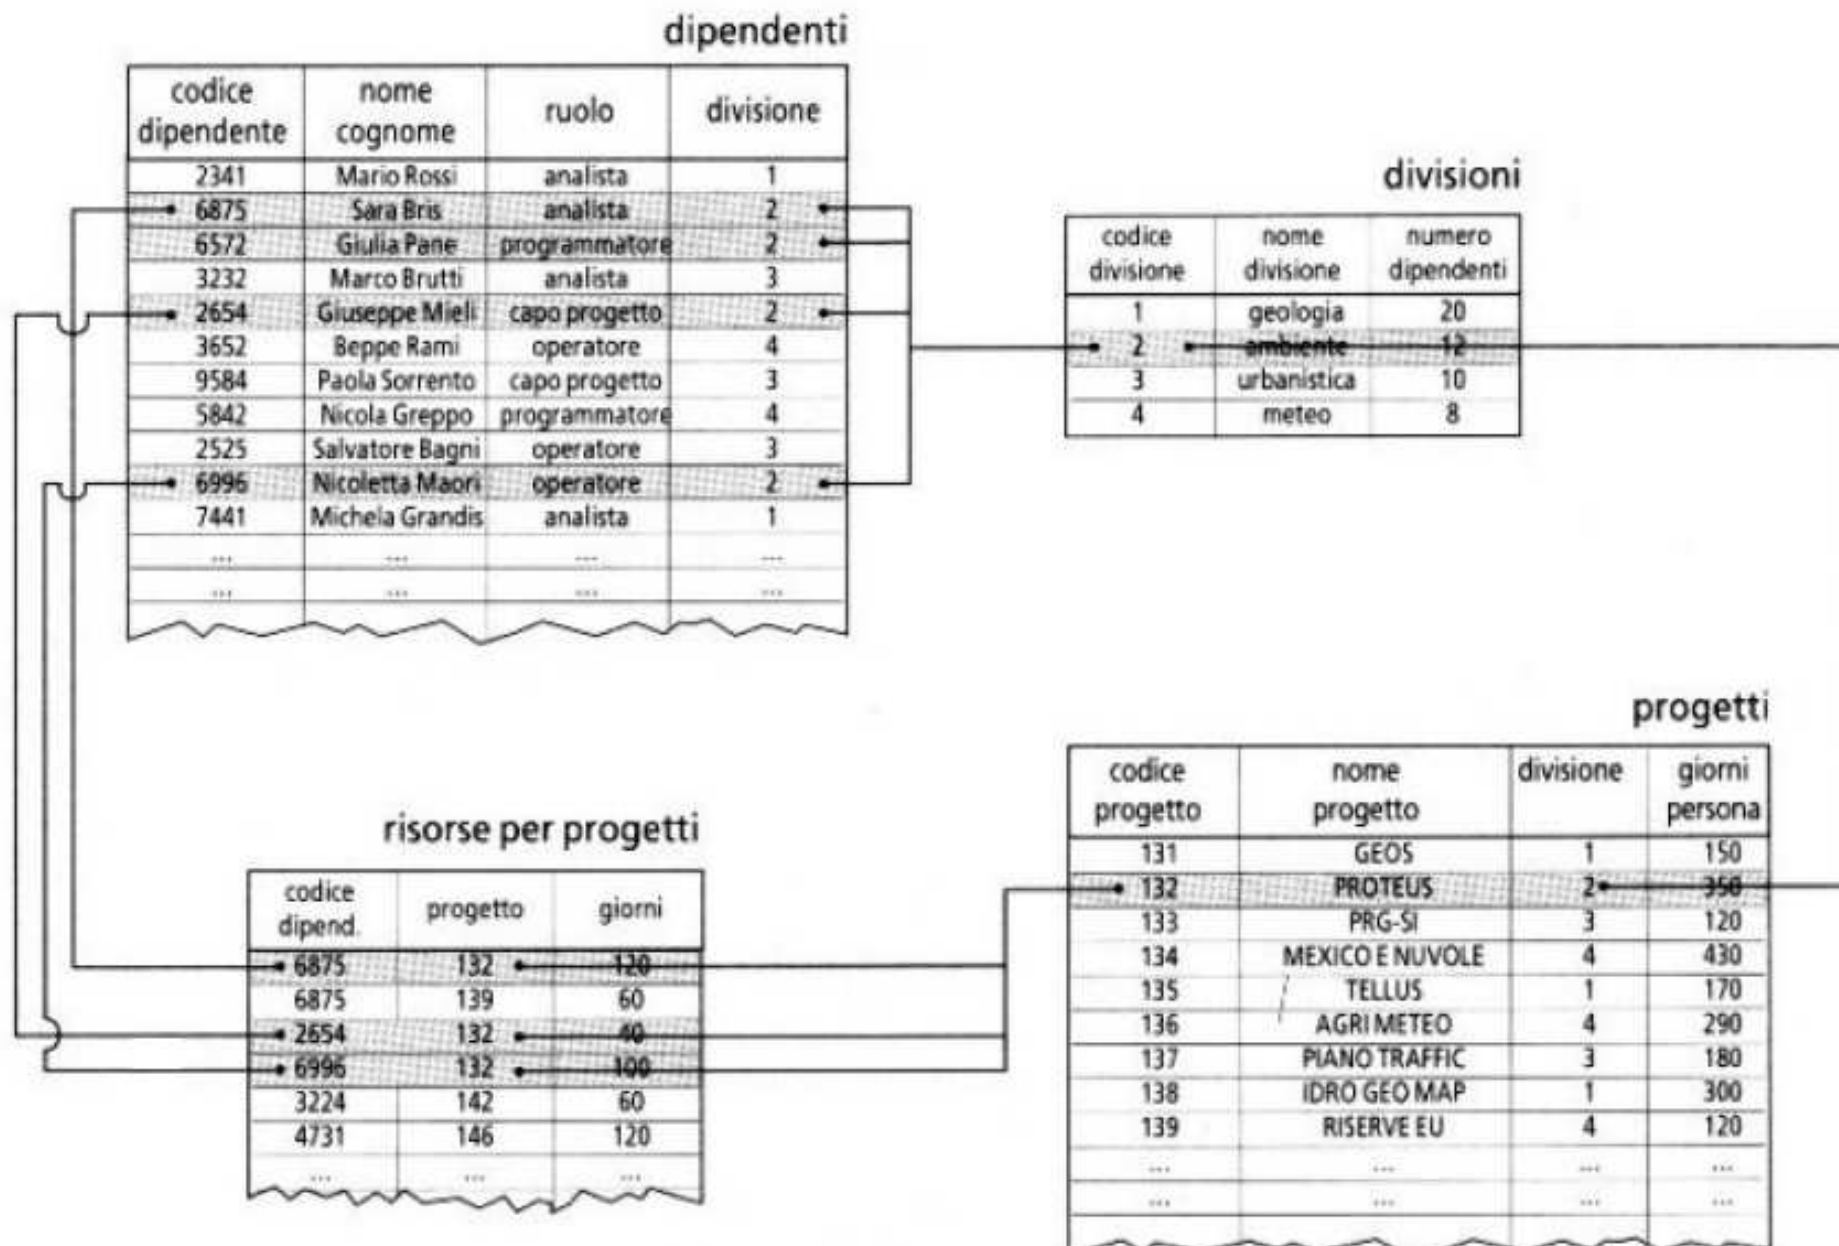 dipendenti
codice dipendente nome cognome ruolo divisione
2341 Mario Rossi analista 1
6875 Sara Bris analista 2
6572 Giulia Pane programmatore 2
3232 Marco Brutti analista 3
2654 Giuseppe Mieli capo progetto 2
3652 Beppe Rami operatore 4
9584 Paola Sorrento capo progetto 3
5842 Nicola Greppo programmatore 4
2525 Salvatore Bagni operatore 3
6996 Nicoletta Maori operatore 2
7441 Michela Grandis analista 1
... ... ... ...
... ... ... ...
divisioni
codice divisione nome divisione numero dipendenti
1 geologia 20
2 ambiente 12
3 urbanistica 10
4 meteo 8
risorse per progetti
codice dipend. progetto giorni
6875 132 120
6875 139 60
2654 132 40
6996 132 100
3224 142 60
4731 146 120
... ... ...
progetti
codice progetto nome progetto divisione giorni persona
131 GEOS 1 150
132 PROTEUS 2 350
133 PRG-SI 3 120
134 MEXICO E NUVOLE 4 430
135 TELLUS 1 170
136 AGRI METEO 4 290
137 PIANO TRAFFIC 3 180
138 IDRO GEO MAP 1 300
139 RISERVE EU 4 120
... ... ... ...
... ... ... ...